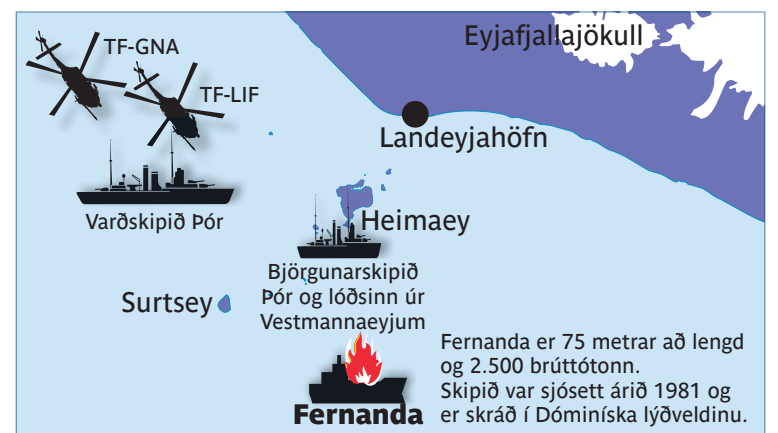 TF-GNA
TF-LIF
Varðskipið Þór
Eyjafjallajökull
Landeyjahöfn
Heimaey
Björgunarskipið
Þór og lóðsinn úr
Vestmannaeyjum
Surtsey
Fernanda
Fernanda er 75 metrar að lengd
og 2.500 brúttótonn.
Skipið var sjósett árið 1981 og
er skráð í Dóminíska lýðveldinu.